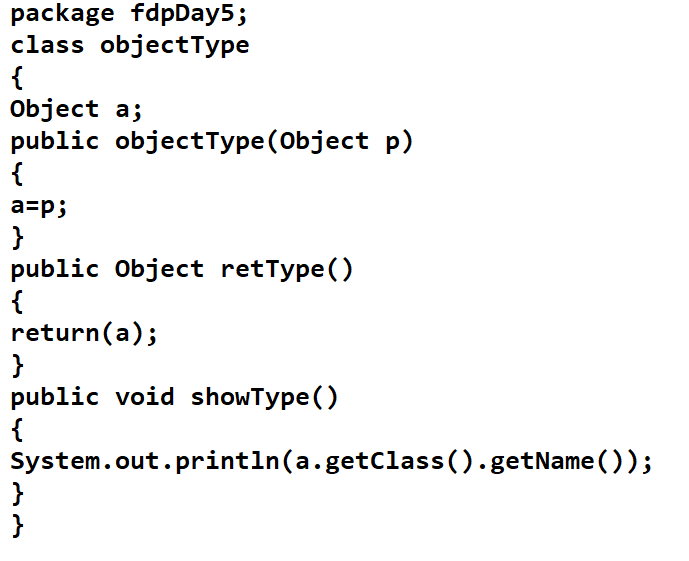 package fdpDay5;
class objectType
{
Object a;
public objectType(Object p)
{
a=p;
}
public Object retType()
{
return(a);
}
public void showType()
{
System.out.println(a.getClass().getName());
}
}